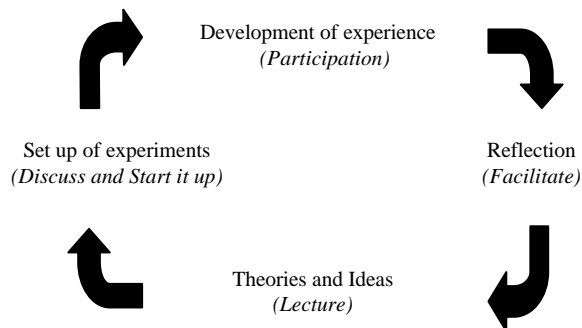 Development of experience
(Participation)
Set up of experiments
(Discuss and Start it up)
Reflection
(Facilitate)
Theories and Ideas
(Lecture)